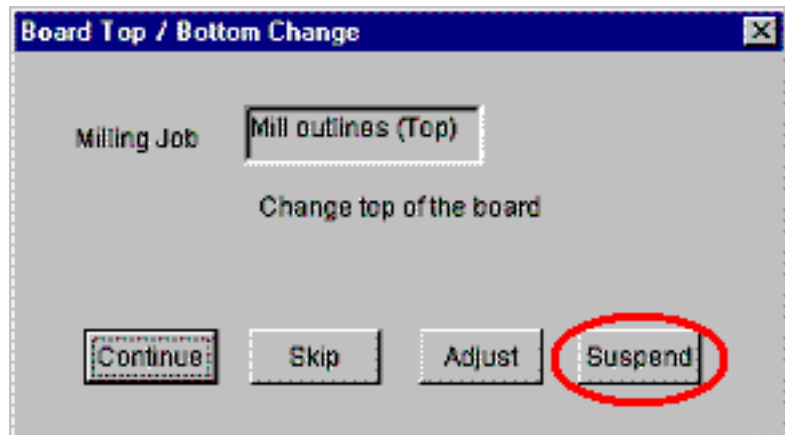 Board Top / Bottom Change
Milling Job
Mill outlines (Top)
Change top of the board
Continue Skip Adjust Suspend